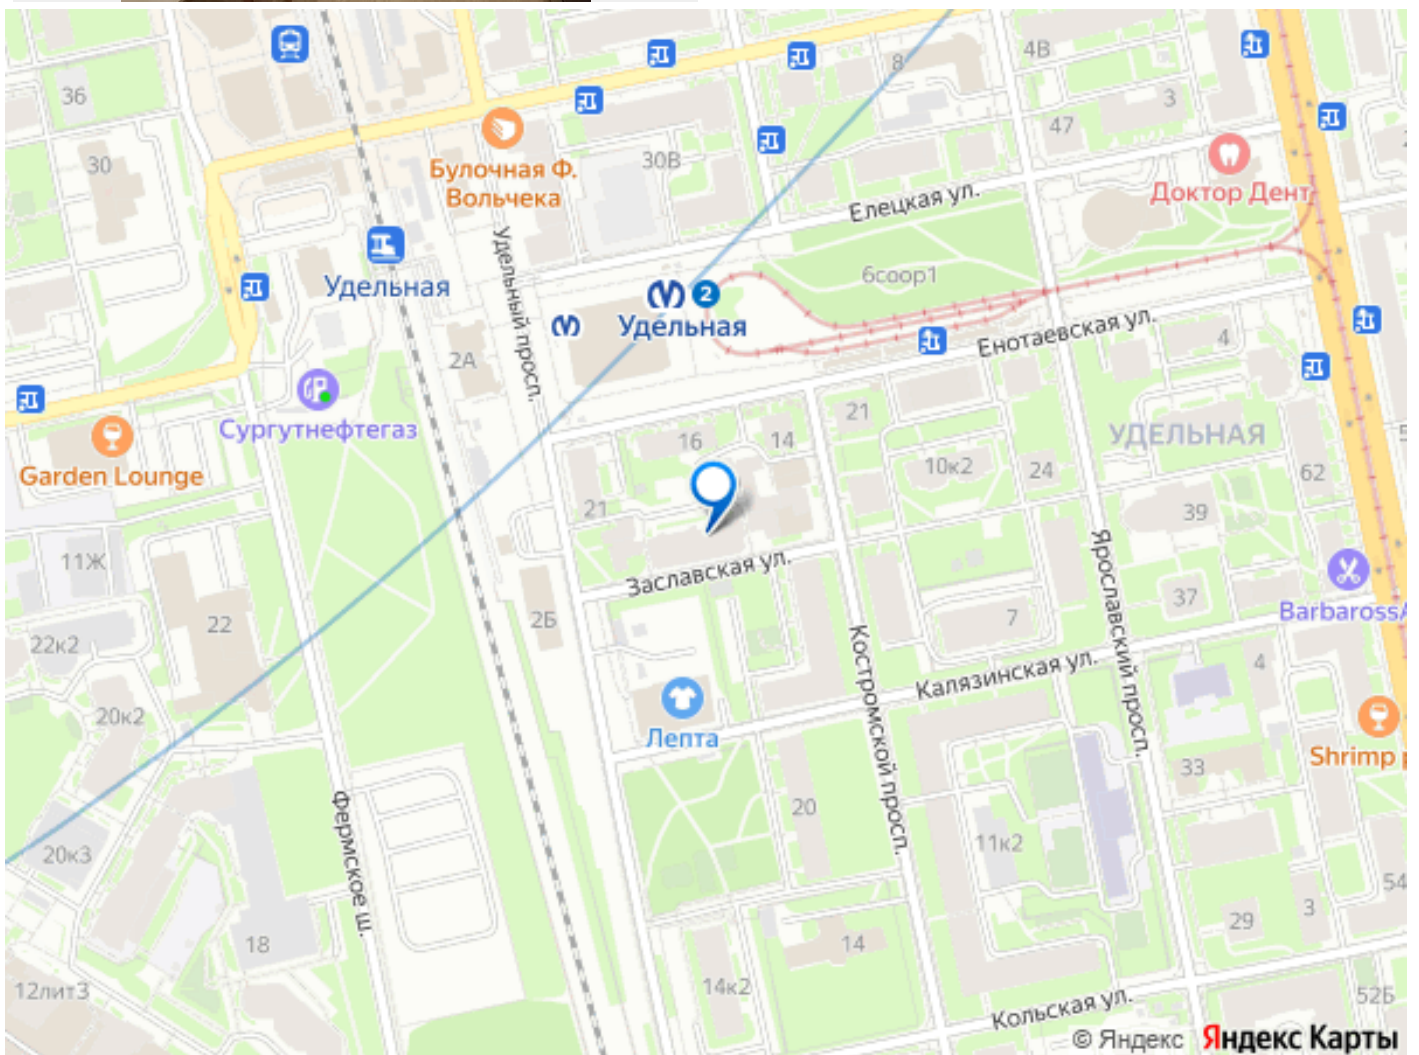 4В
8
36
3
47
30
30В
Булочная Ф.
Вольчека
Доктор Дент
Елецкая ул.
Удельный просп.
6соор1
Удельная
2
Удельная
Енотаевская ул.
4
2А
21
Сургутнефтегаз
УДЕЛЬНАЯ
16
14
Garden Lounge
10к2
24
62
21
39
11Ж
Заславская ул.
Ярославский просп.
37
BarbarossA
22
2Б
7
22к2
Костромской просп.
Калязинская ул.
4
20к2
Лепта
Shrimp
33
Фермское ш.
20
20к3
11к2
54
29
3
18
14
12лит3
14к2
52Б
Кольская ул.
© Яндекс Яндекс Карты